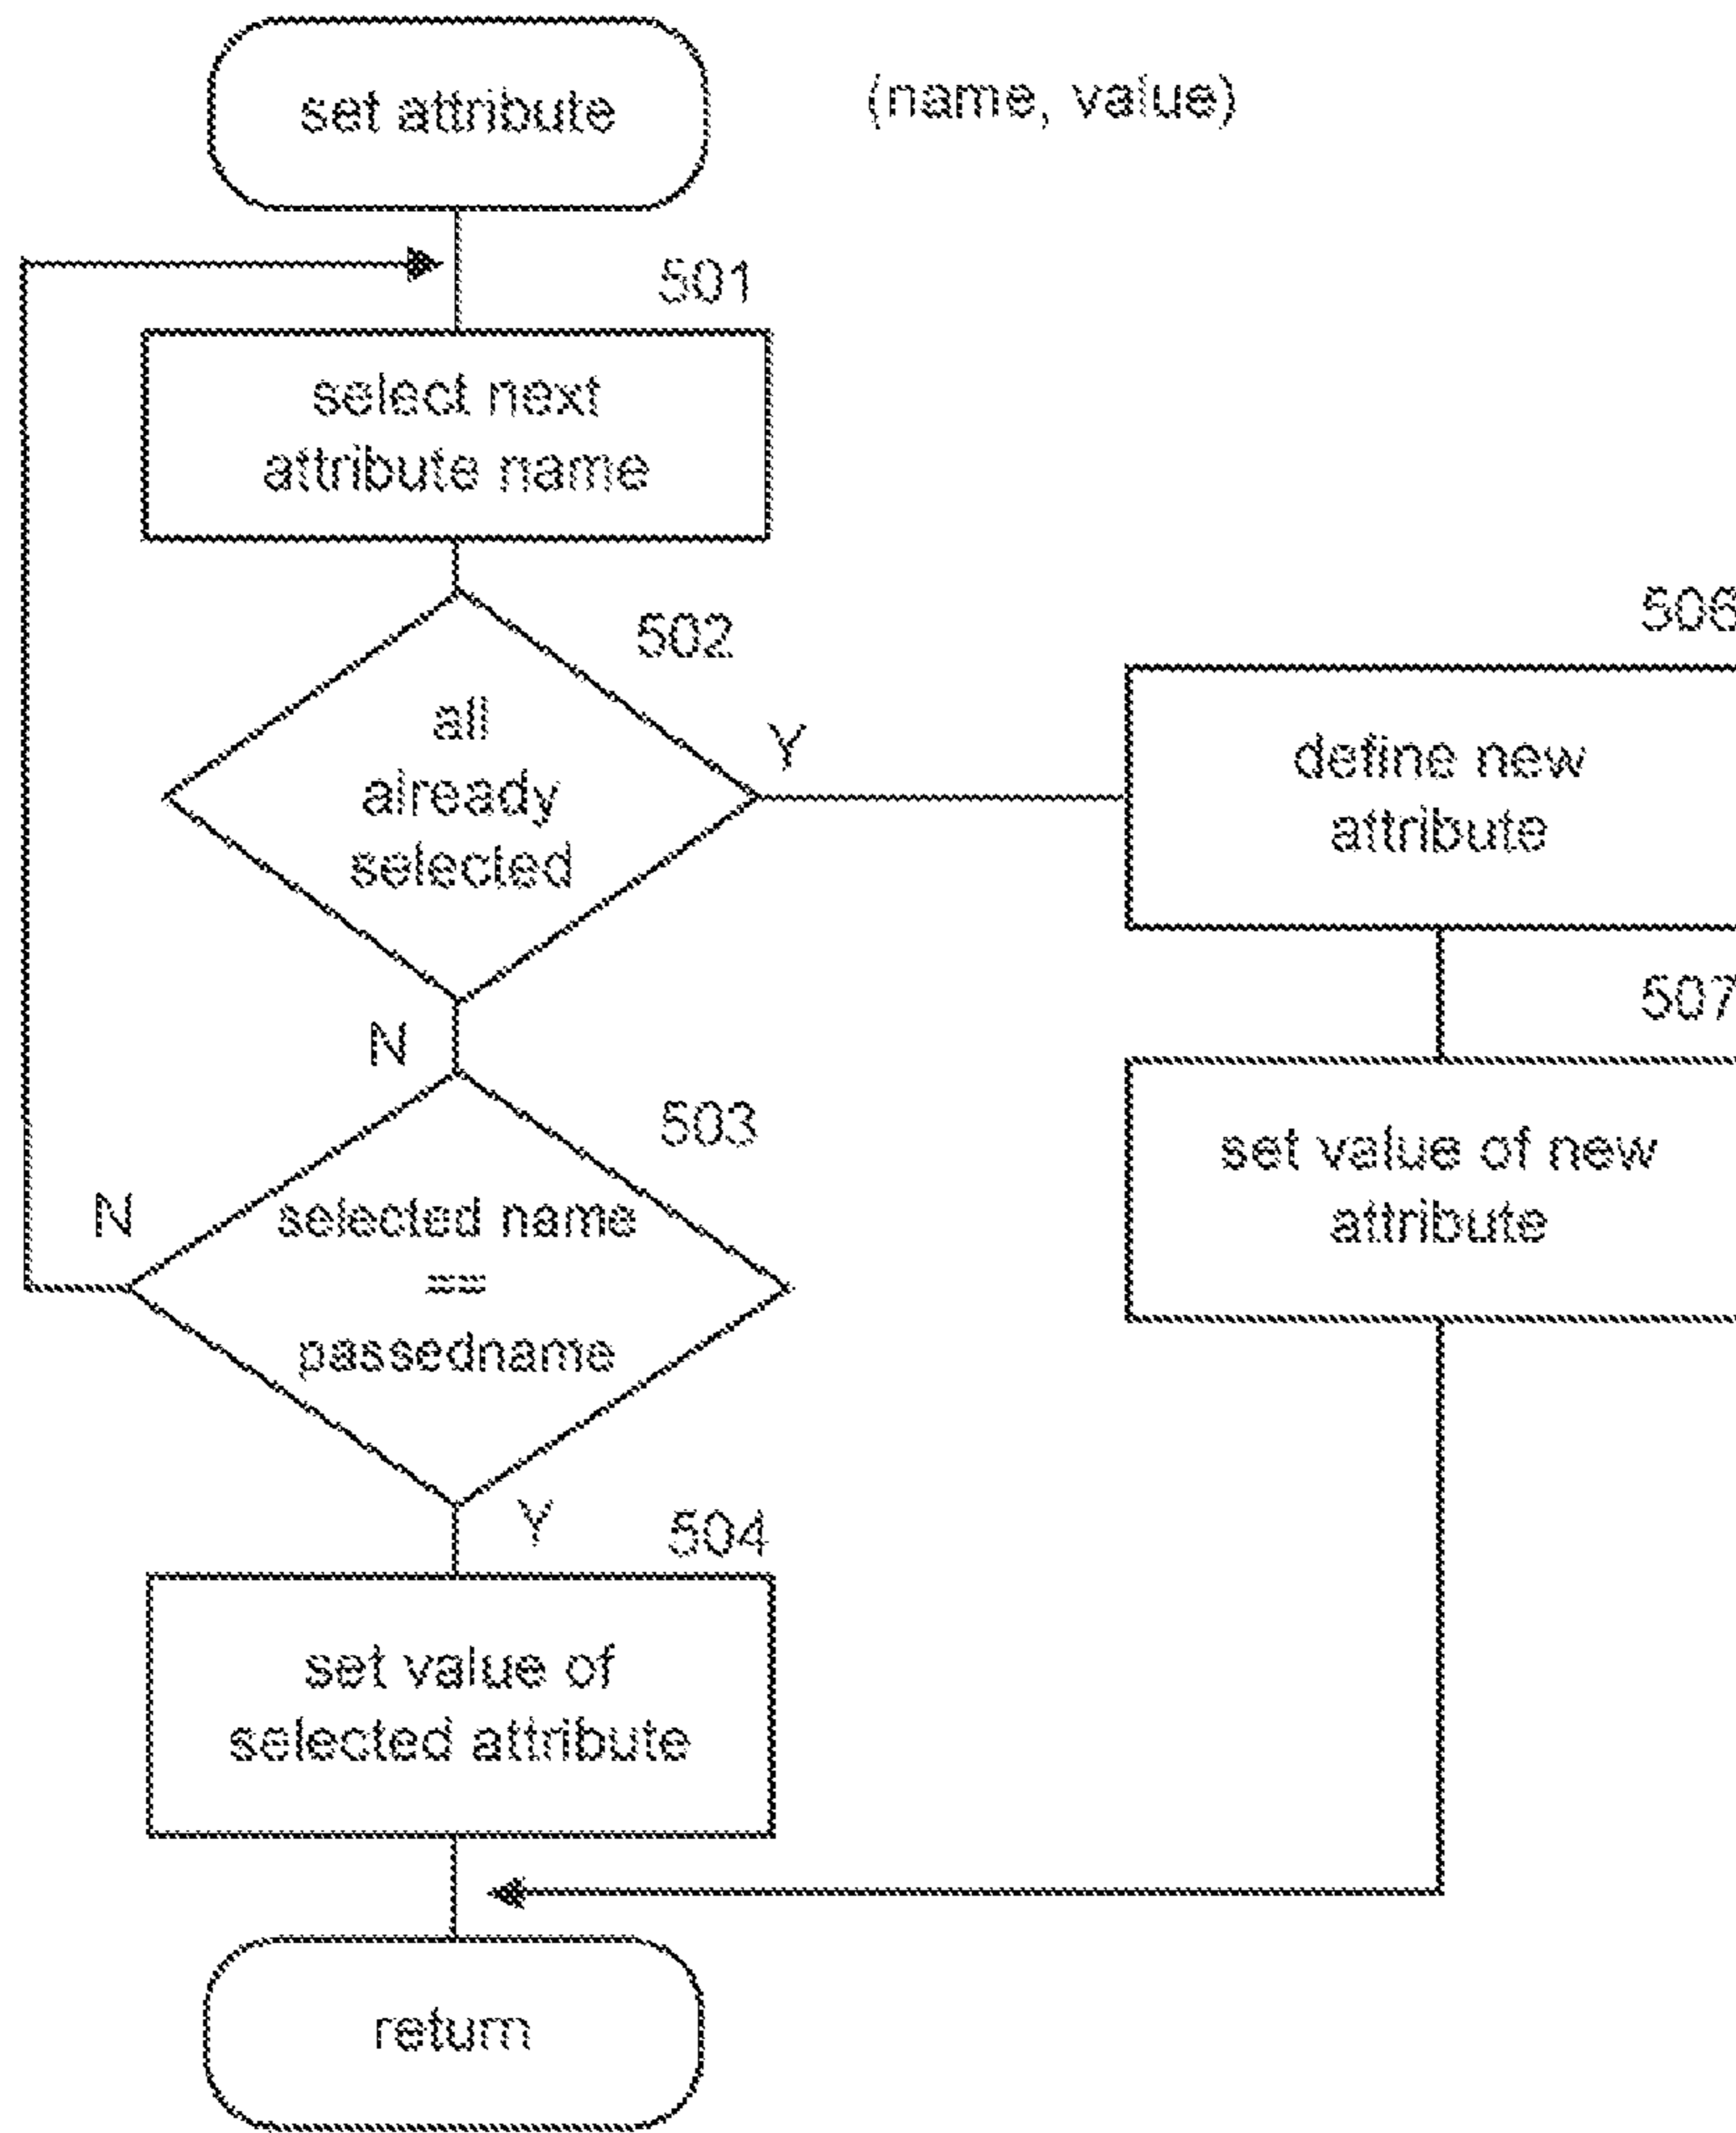 set attribute
(name, value)
501
select next
attribute name
502
all
already
selected
Y
N
503
selected name
==
passedname
N
Y
504
set value of
selected attribute
return
506
define new
attribute
507
set value of new
attribute